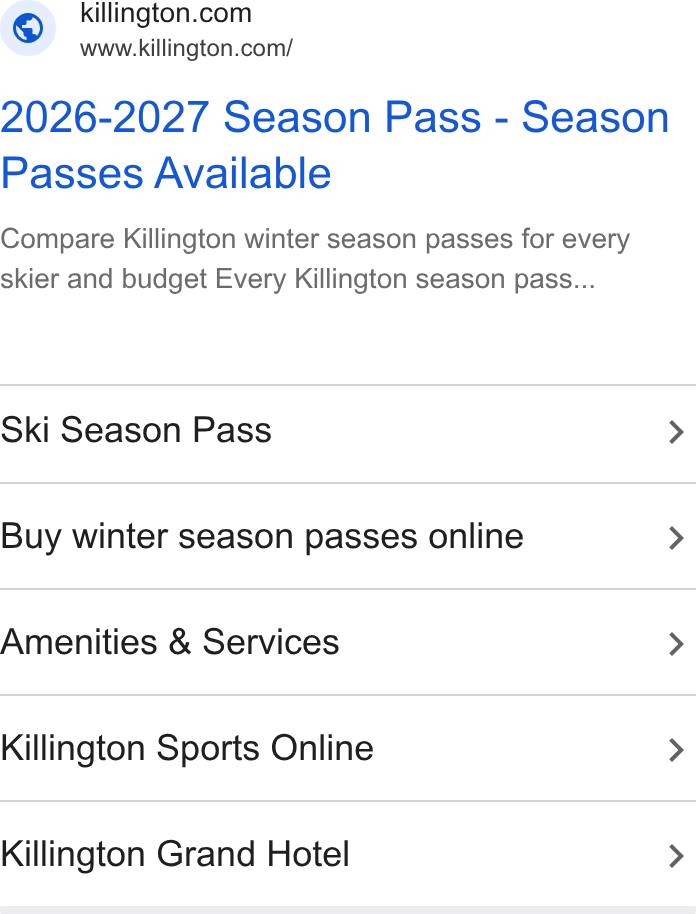 killington.com
www.killington.com/
2026-2027 Season Pass - Season
Passes Available
Compare Killington winter season passes for every
skier and budget Every Killington season pass...
Ski Season Pass
Buy winter season passes online
Amenities & Services
Killington Sports Online
Killington Grand Hotel